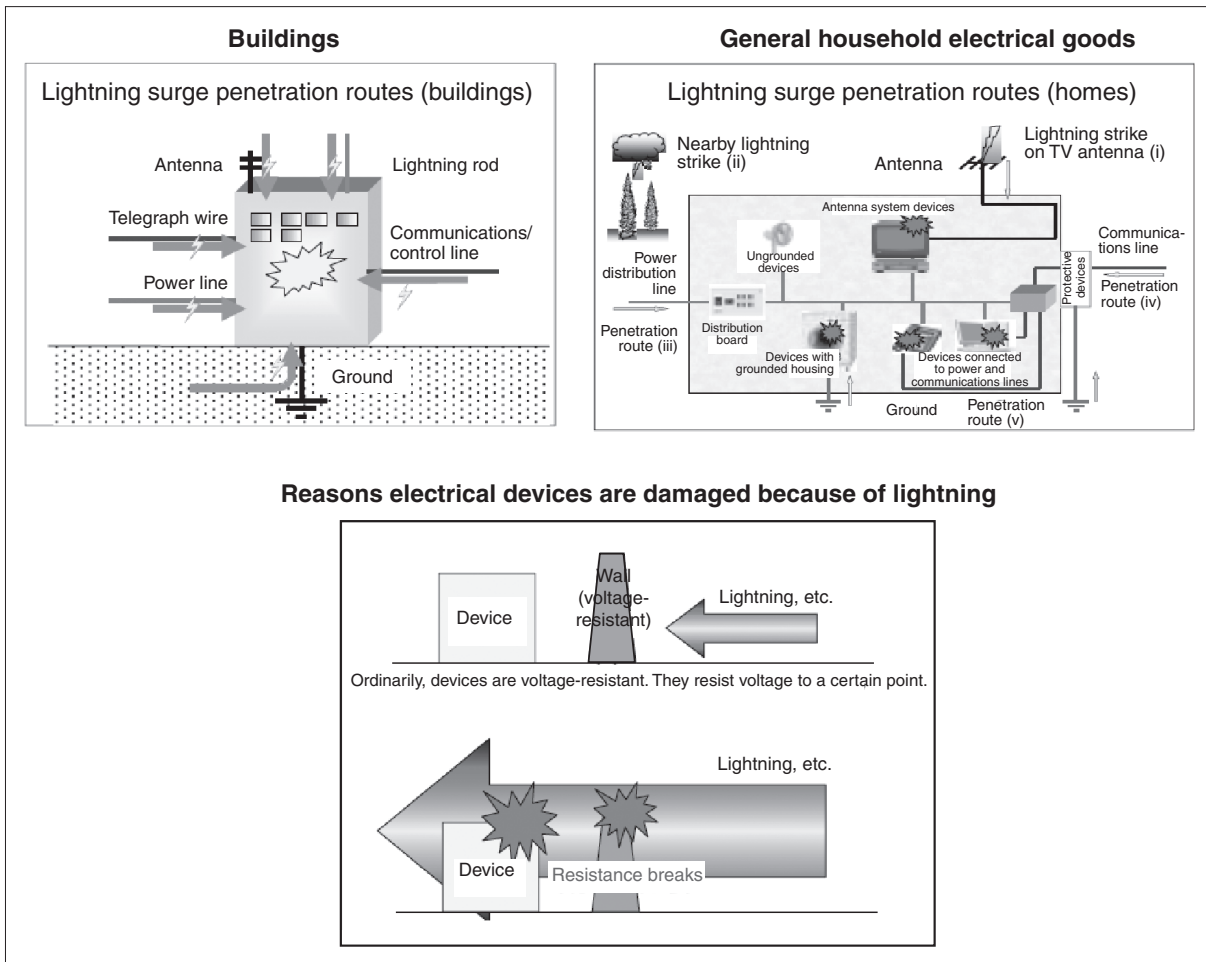 Buildings
Lightning surge penetration routes (buildings)
Antenna
Lightning rod
Telegraph wire
Communications/
control line
Power line
Ground
General household electrical goods
Lightning surge penetration routes (homes)
Nearby lightning
strike (ii)
Antenna
Lightning strike
on TV antenna (i)
Antenna system devices
Ungrounded
devices
Power
distribution
line
Communica-
tions line
Protective
devices
Penetration
route (iv)
Penetration
route (iii)
Distribution
board
Devices with
grounded housing
Devices connected
to power and
communications lines
Ground
Penetration
route (v)
Reasons electrical devices are damaged because of lightning
Device
Wall
(voltage-
resistant)
Lightning, etc.
Ordinarily, devices are voltage-resistant. They resist voltage to a certain point.
Lightning, etc.
Device
Resistance breaks